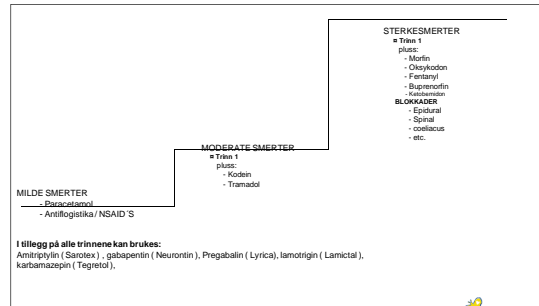 STERKESMERTER
¤ Trinn 1
pluss:
- Morfin
- Oksykodon
- Fentanyl
- Buprenorfin
- Ketobemidon
BLOKKADER
- Epidural
- Spinal
- coeliacus
- etc.
MODERATE SMERTER
¤ Trinn 1
pluss:
- Kodein
- Tramadol
MILDE SMERTER
- Paracetamol
- Antiflogistika / NSAID´S
I tillegg på alle trinnene kan brukes:
Amitriptylin ( Sarotex ) , gabapentin ( Neurontin ), Pregabalin ( Lyrica), lamotrigin ( Lamictal ),
karbamazepin ( Tegretol ),